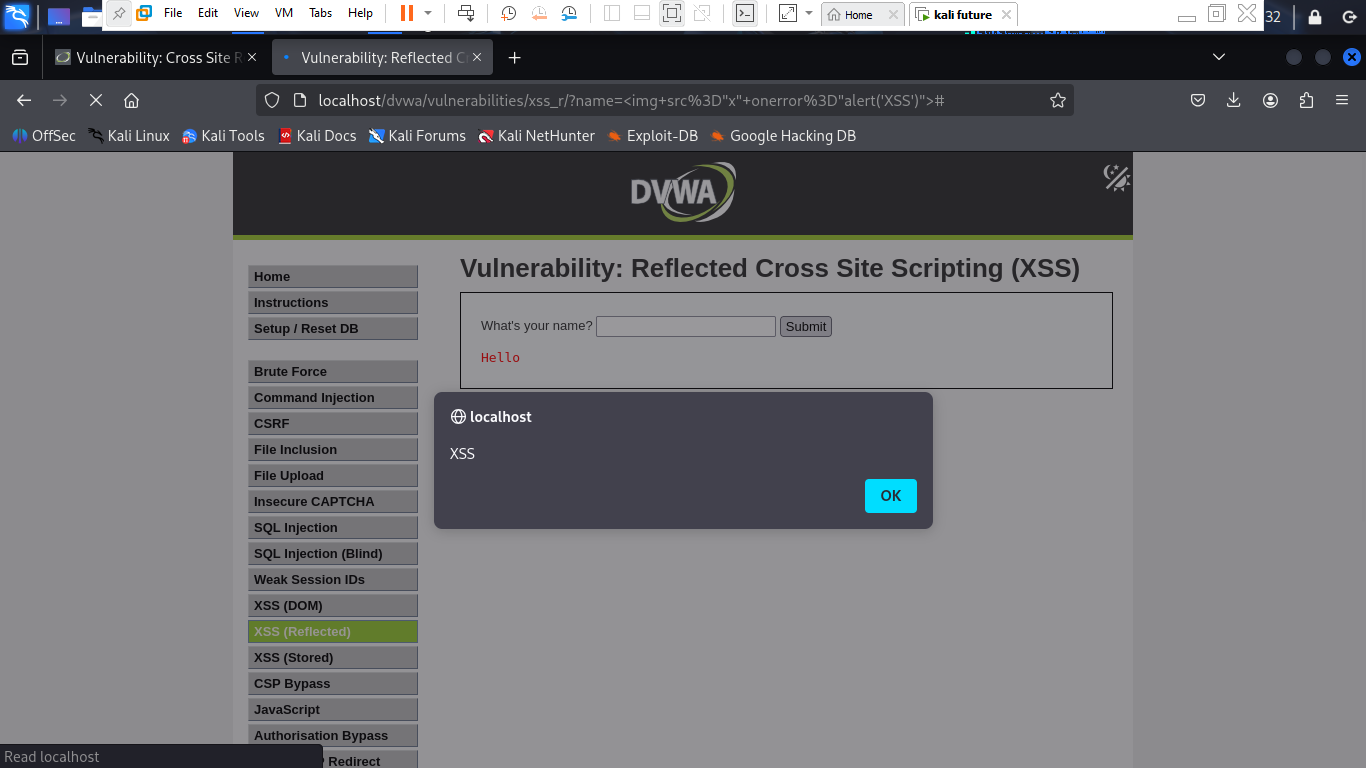 File Edit View VM Tabs Help Home kali future 32
Vulnerability: Cross Site R Vulnerability: Reflected C
localhost/dvwa/vulnerabilities/xss_r/?name=<img+src%3D"x"+onerror%3D"alert('XSS')">#
OffSec Kali Linux Kali Tools Kali Docs Kali Forums Kali NetHunter Exploit-DB Google Hacking DB
DVWA
Vulnerability: Reflected Cross Site Scripting (XSS)
Home
Instructions
Setup / Reset DB
What's your name? Submit
Hello
Brute Force
Command Injection
CSRF
File Inclusion
File Upload
Insecure CAPTCHA
SQL Injection
SQL Injection (Blind)
Weak Session IDs
XSS (DOM)
XSS (Reflected)
XSS (Stored)
CSP Bypass
JavaScript
Authorisation Bypass
Redirect
localhost
XSS
OK
Read localhost